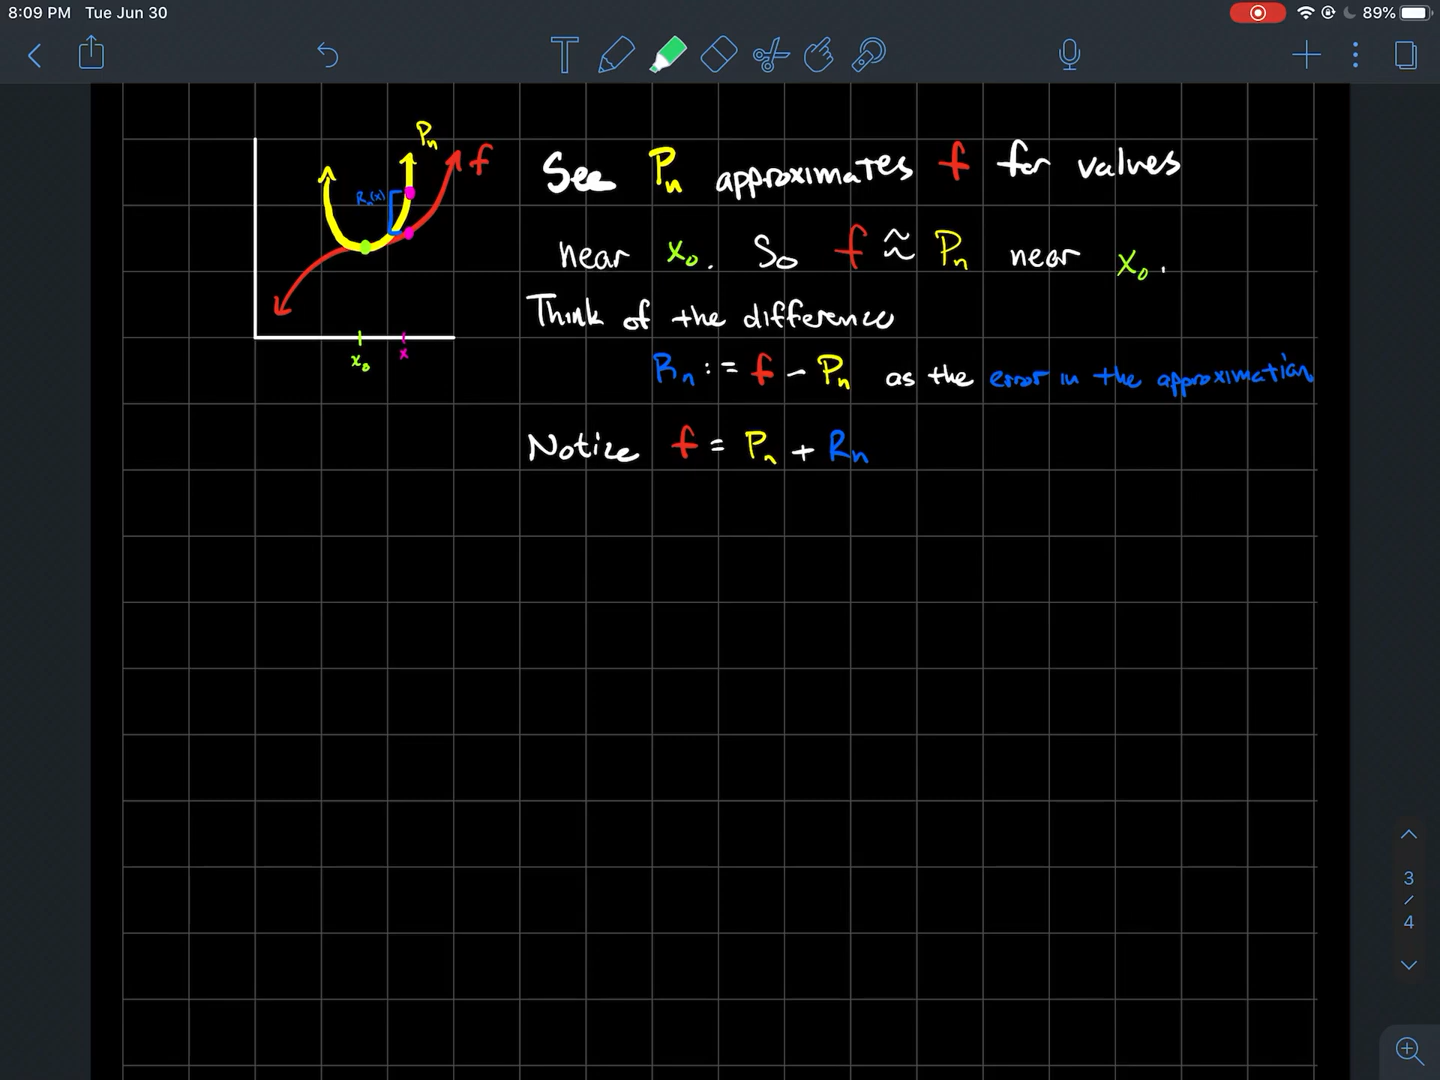 8:09 PM Tue Jun 30
89%
T
Pₙ
f
Rₙ(x)
x₀
x
See Pₙ approximates f for values
near x₀. So f ≈ Pₙ near x₀.
Think of the difference
Rₙ := f - Pₙ as the error in the approximation
Notice f = Pₙ + Rₙ
3
/
4